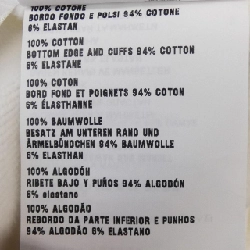 100% COTONE
BORDO FONDO E POLSI 94% COTONE
6% ELASTAN
100% COTTON
BOTTOM EDGE AND CUFFS 94% COTTON
6% ELASTANE
100% COTON
BORD FOND ET POIGNETS 94% COTON
6% ÉLASTHANNE
100% BAUMWOLLE
BESATZ AM UNTEREN RAND UND
ÄRMELBÜNDCHEN 94% BAUMWOLLE
6% ELASTHAN
100% ALGODÓN
RIBETE BAJO Y PUÑOS 94% ALGODÓN
6% elastano
100% ALGODÃO
REBORDO DA PARTE INFERIOR E PUNHOS
94% ALGODÃO 6% ELASTANO